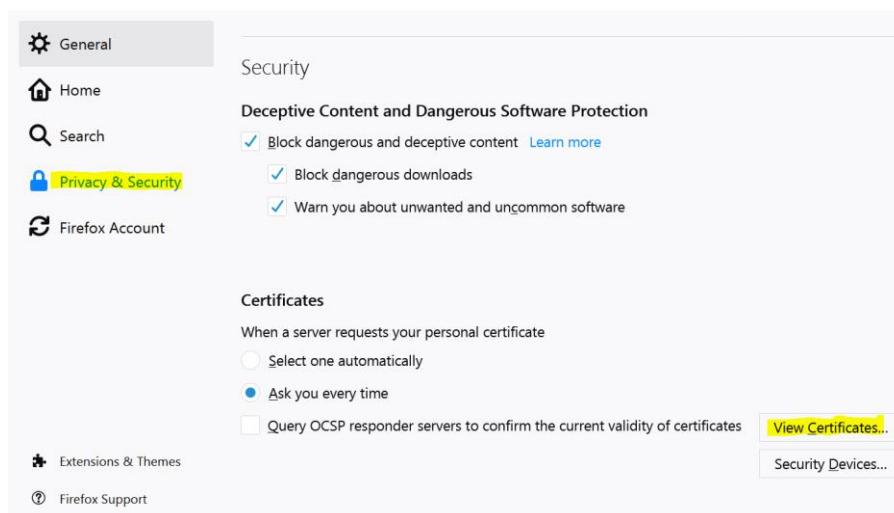 General
Home
Search
Privacy & Security
Firefox Account
Extensions & Themes
Firefox Support
Security
Deceptive Content and Dangerous Software Protection
Block dangerous and deceptive content Learn more
Block dangerous downloads
Warn you about unwanted and uncommon software
Certificates
When a server requests your personal certificate
Select one automatically
Ask you every time
Query OCSP responder servers to confirm the current validity of certificates
View Certificates...
Security Devices...